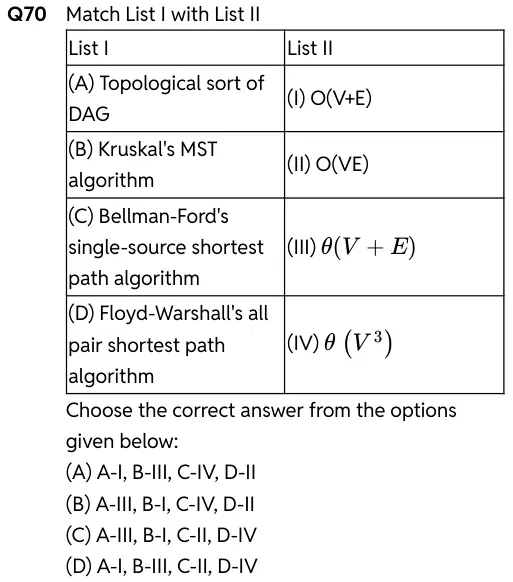 Q70 Match List I with List II
List I List II
(A) Topological sort of
DAG
(I) O(V+E)
(B) Kruskal's MST
algorithm
(II) O(VE)
(C) Bellman-Ford's
single-source shortest
path algorithm
(III) θ(V + E)
(D) Floyd-Warshall's all
pair shortest path
algorithm
(IV) θ (V³)
Choose the correct answer from the options
given below:
(A) A-I, B-III, C-IV, D-II
(B) A-III, B-I, C-IV, D-II
(C) A-III, B-I, C-II, D-IV
(D) A-I, B-III, C-II, D-IV